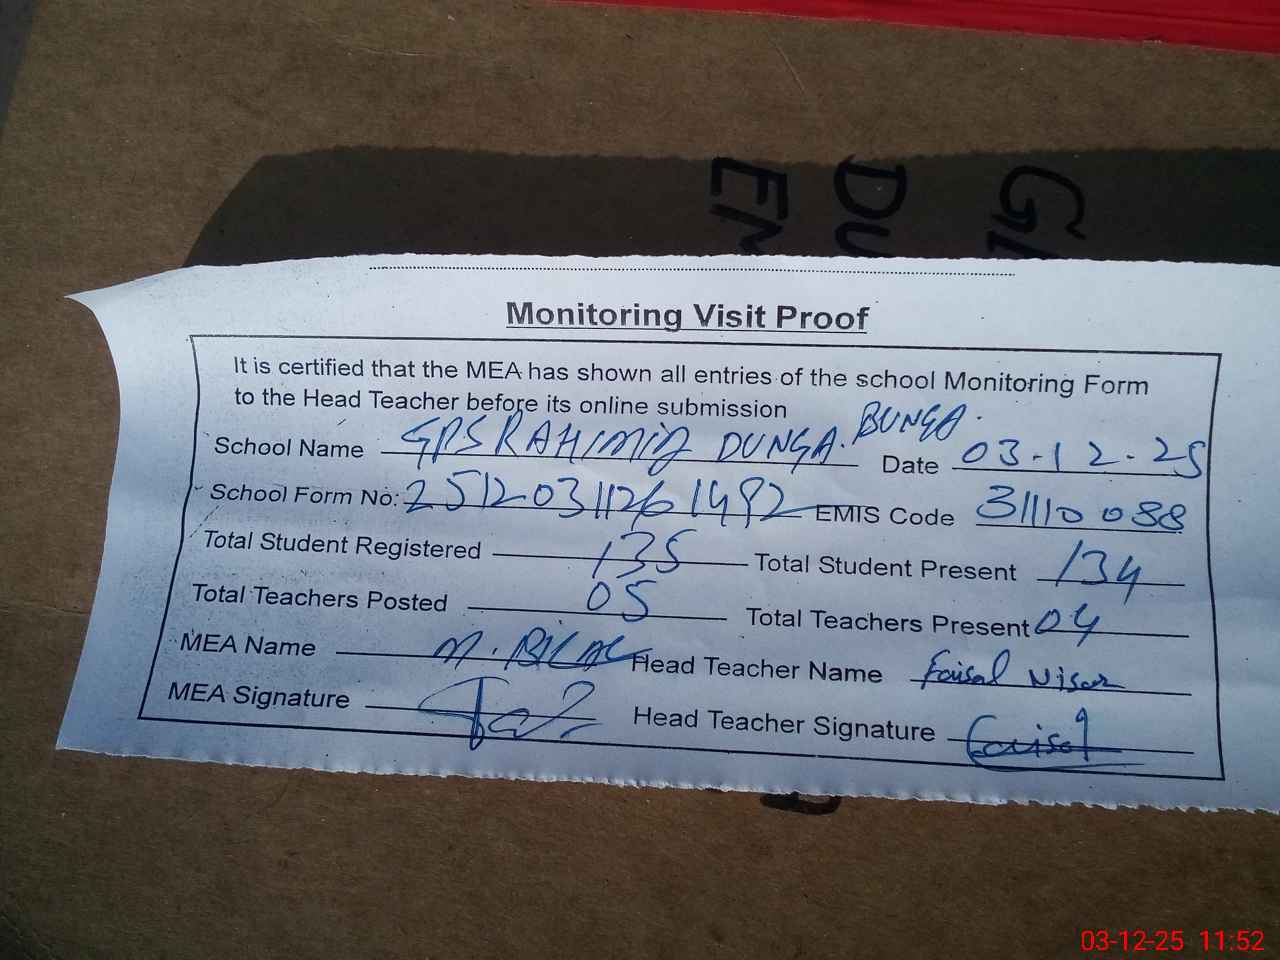 GP
DU
EM
Monitoring Visit Proof
It is certified that the MEA has shown all entries of the school Monitoring Form
to the Head Teacher before its online submission
School Name GPS RAHIMIA DUNGA. BUNGA. Date 03-12-25
School Form No: 25120311261492 EMIS Code 31110088
Total Student Registered 135 Total Student Present 134
Total Teachers Posted 05 Total Teachers Present 04
MEA Name M. BILAL Head Teacher Name Faisal Nisar
MEA Signature Head Teacher Signature Faisal
03-12-25 11:52